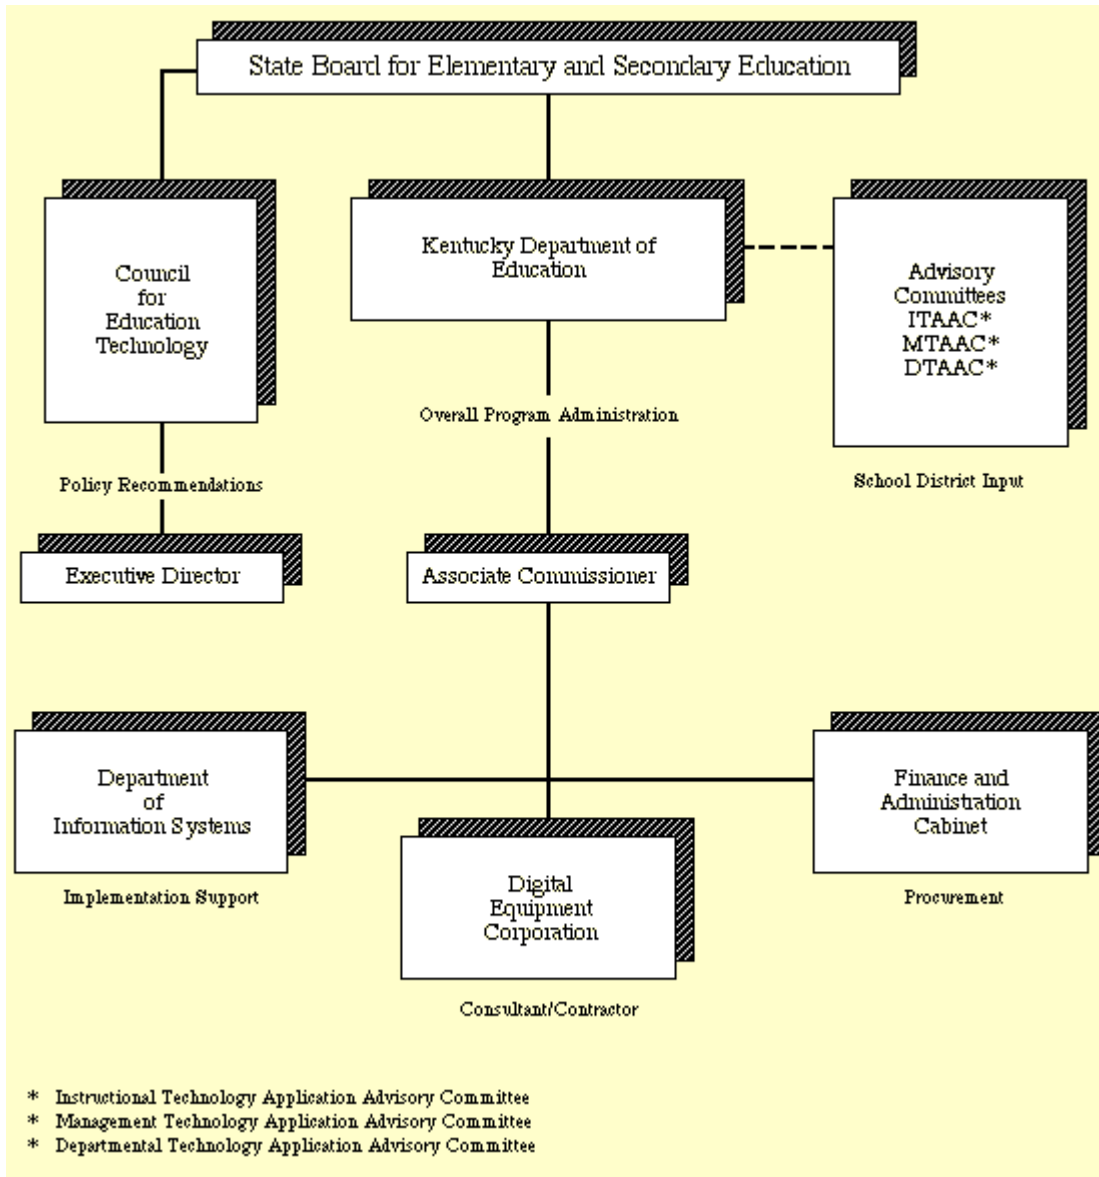 State Board for Elementary and Secondary Education
Council
for
Education
Technology
Kentucky Department of
Education
Advisory
Committees
ITAAC*
MTAAC*
DTAAC*
Overall Program Administration
Policy Recommendations
School District Input
Executive Director
Associate Commissioner
Department
of
Information Systems
Finance and
Administration
Cabinet
Implementation Support
Digital
Equipment
Corporation
Procurement
Consultant/Contractor
* Instructional Technology Application Advisory Committee
* Management Technology Application Advisory Committee
* Departmental Technology Application Advisory Committee